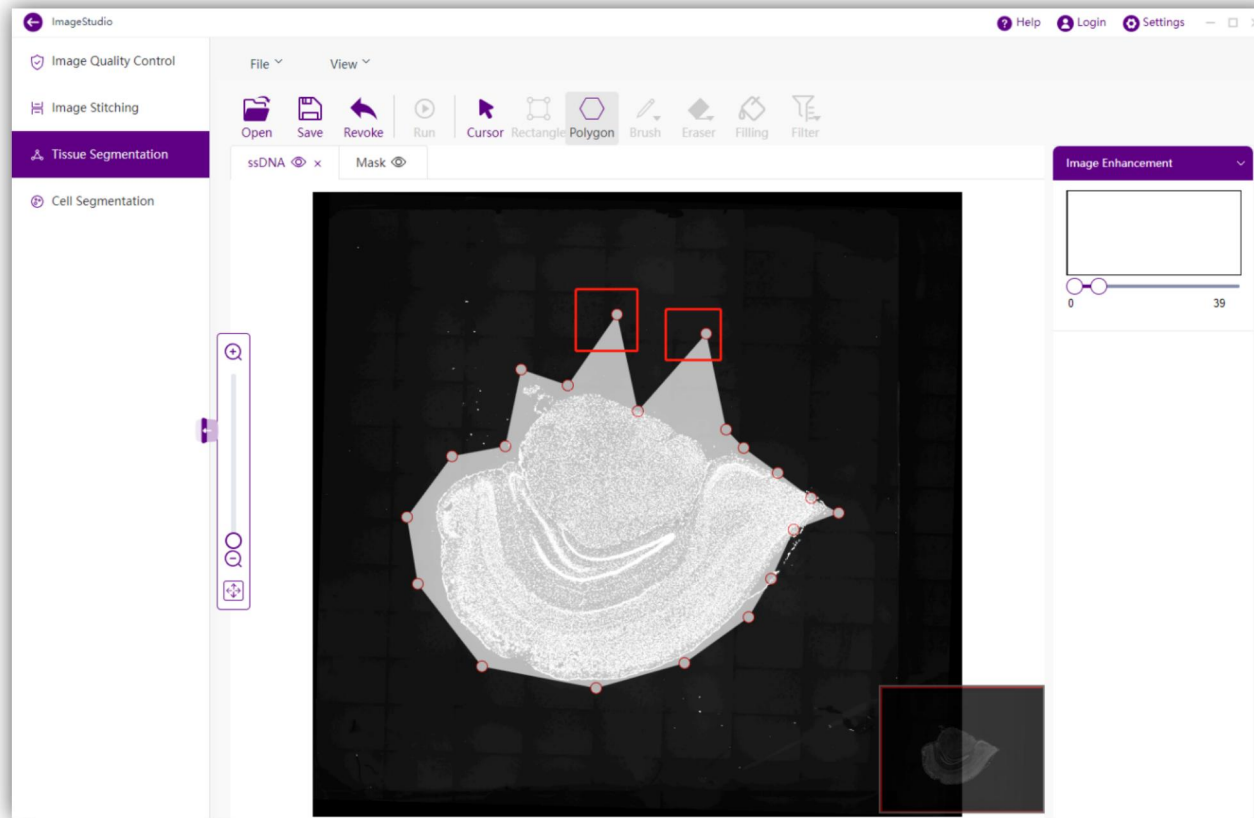 ImageStudio
Help Login Settings
Image Quality Control
Image Stitching
Tissue Segmentation
Cell Segmentation
File View
Open Save Revoke Run Cursor Rectangle Polygon Brush Eraser Filling Filter
ssDNA × Mask
Image Enhancement
0 39